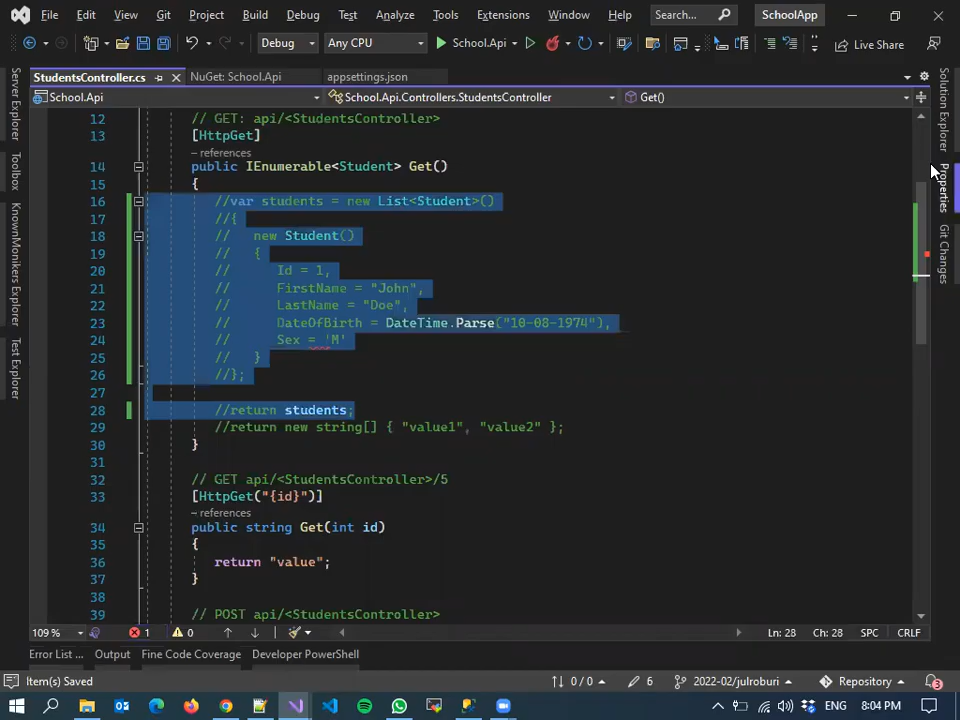 File Edit View Git Project Build Debug Test Analyze Tools Extensions Window Help Search... SchoolApp
Debug Any CPU School.Api Live Share
StudentsController.cs NuGet: School.Api appsettings.json
School.Api School.Api.Controllers.StudentsController Get()
12 // GET: api/<StudentsController>
13 [HttpGet]
- references
14 public IEnumerable<Student> Get()
15 {
16 //var students = new List<Student>()
17 //{
18 // new Student()
19 // {
20 // Id = 1,
21 // FirstName = "John",
22 // LastName = "Doe",
23 // DateOfBirth = DateTime.Parse("10-08-1974"),
24 // Sex = 'M'
25 // }
26 //};
27
28 //return students;
29 //return new string[] { "value1", "value2" };
30 }
31
32 // GET api/<StudentsController>/5
33 [HttpGet("{id}")]
- references
34 public string Get(int id)
35 {
36 return "value";
37 }
38
39 // POST api/<StudentsController>
Server Explorer
Toolbox
KnownMonikers Explorer
Test Explorer
Solution Explorer
Properties
Git Changes
109 % 1 0 Ln: 28 Ch: 28 SPC CRLF
Error List ... Output Fine Code Coverage Developer PowerShell
Item(s) Saved 0 / 0 6 2022-02/julroburi Repository 3
ENG 8:04 PM